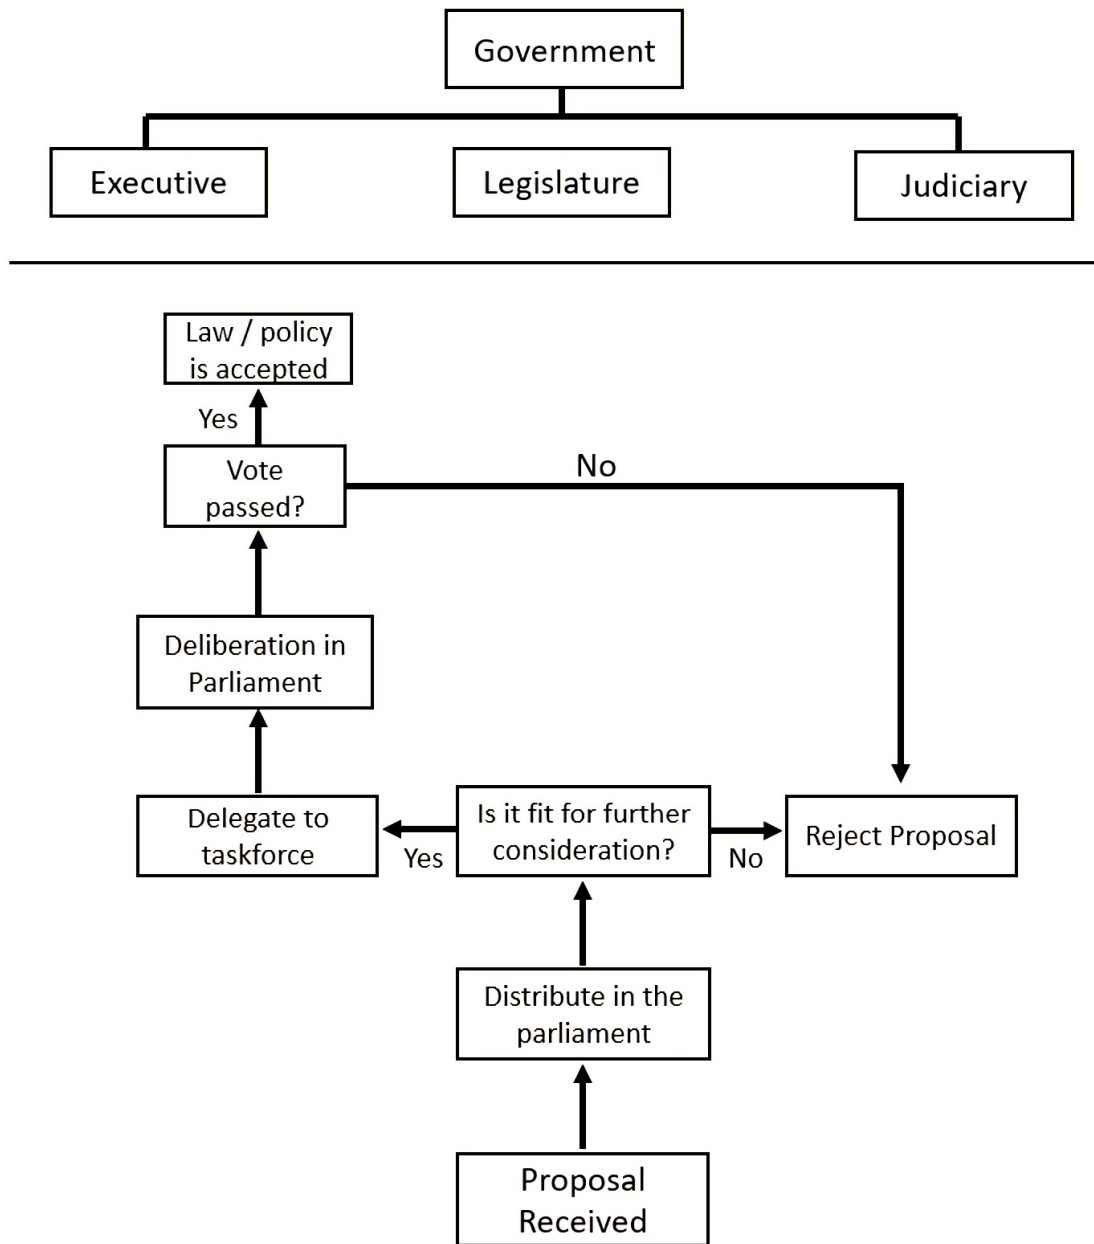 Government
Executive
Legislature
Judiciary
Law / policy
is accepted
Yes
Vote
passed?
No
Deliberation in
Parliament
Delegate to
taskforce
Yes
Is it fit for further
consideration?
No
Reject Proposal
Distribute in the
parliament
Proposal
Received